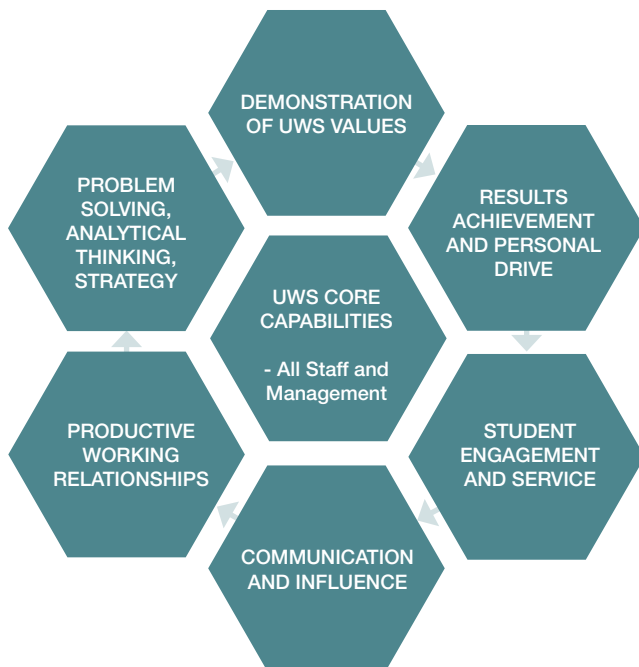 DEMONSTRATION
OF UWS VALUES
PROBLEM
SOLVING,
ANALYTICAL
THINKING,
STRATEGY
RESULTS
ACHIEVEMENT
AND PERSONAL
DRIVE
UWS CORE
CAPABILITIES
- All Staff and
Management
PRODUCTIVE
WORKING
RELATIONSHIPS
STUDENT
ENGAGEMENT
AND SERVICE
COMMUNICATION
AND INFLUENCE